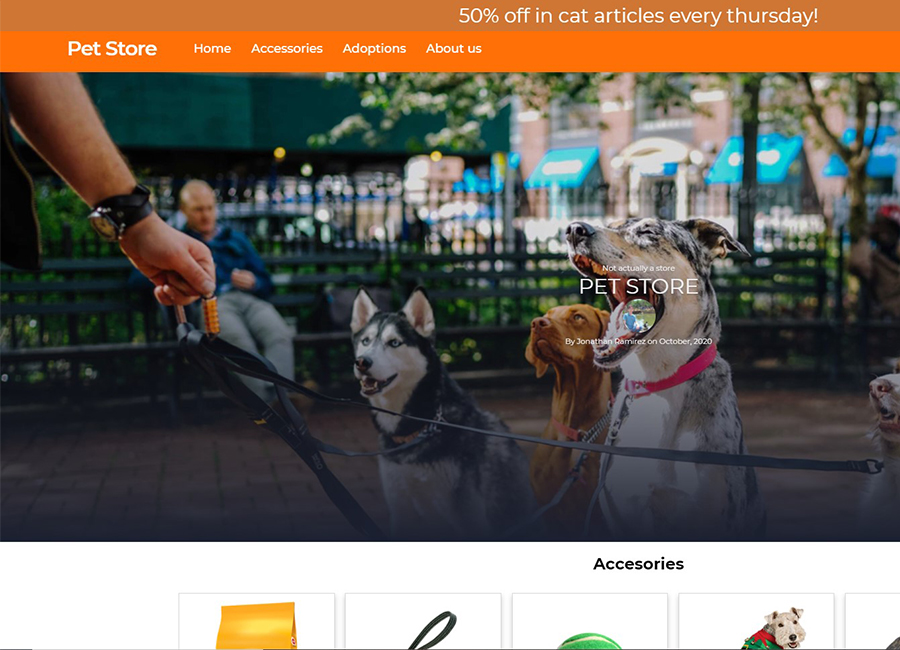 50% off in cat articles every thursday!
Pet Store Home Accessories Adoptions About us
Not actually a store
PET STORE
By Jonathan Ramirez on October, 2020
Accesories